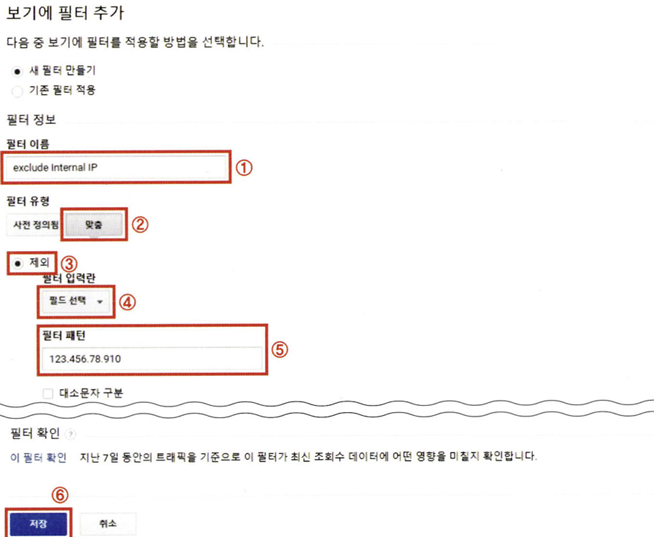 보기에 필터 추가
다음 중 보기에 필터를 적용할 방법을 선택합니다.
새 필터 만들기
기존 필터 적용
필터 정보
필터 이름
exclude Internal IP ①
필터 유형
사전 정의됨 맞춤 ②
제외 ③
필터 입력란
필드 선택 ④
필터 패턴
123.456.78.910 ⑤
대소문자 구분
필터 확인 ?
이 필터 확인 지난 7일 동안의 트래픽을 기준으로 이 필터가 최신 조회수 데이터에 어떤 영향을 미칠지 확인합니다.
⑥
저장 취소